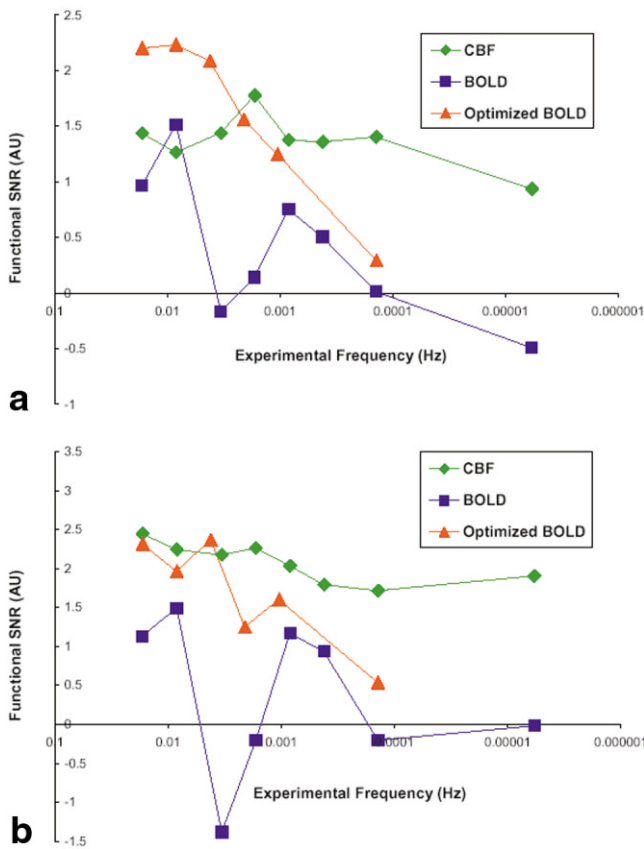 2.5
CBF
2
BOLD
Optimized BOLD
1.5
Functional SNR (AU)
1
0.5
0
0.1
0.01
0.001
0.0001
0.00001
0.000001
Experimental Frequency (Hz)
-0.5
a
-1
3.5
CBF
3
BOLD
2.5
Optimized BOLD
2
Functional SNR (AU)
1.5
1
0.5
0
0.1
0.01
0.001
0.0001
0.00001
0.000001
-0.5
Experimental Frequency (Hz)
-1
b
-1.5